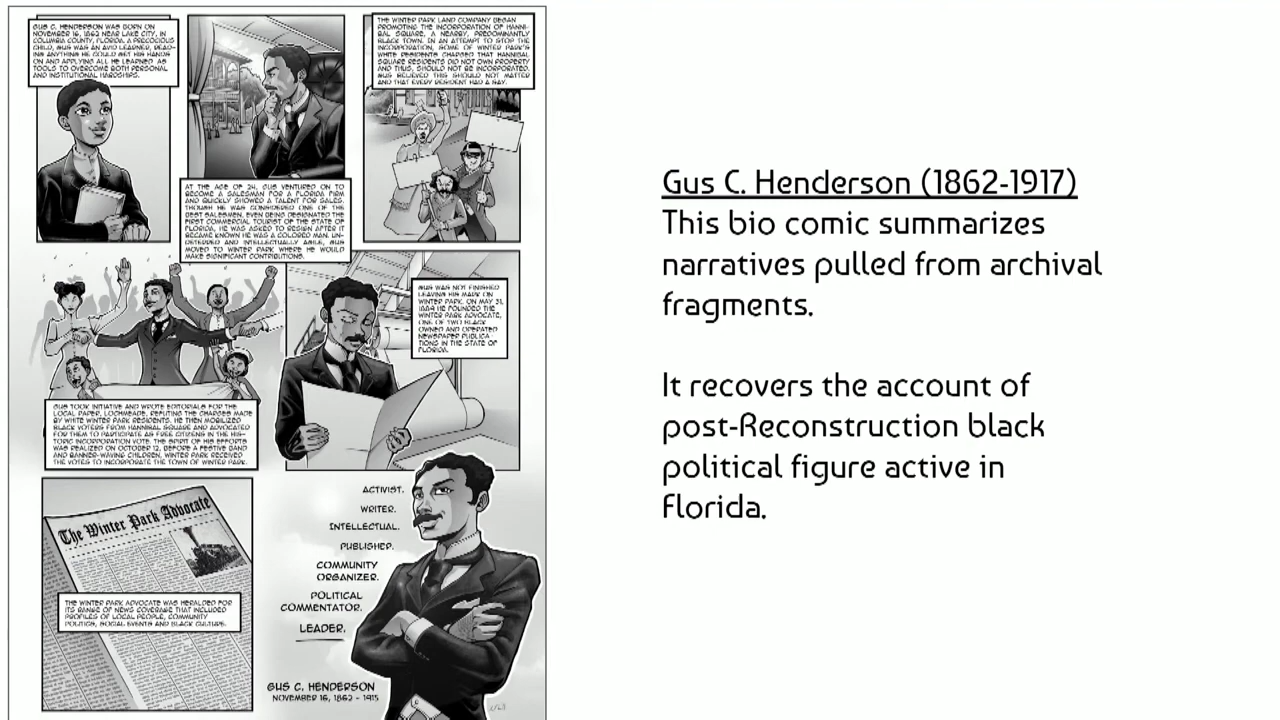 GUS C. HENDERSON WAS BORN ON
NOVEMBER 16, 1862 NEAR LAKE CITY, IN
COLUMBIA COUNTY, FLORIDA. A PRECOCIOUS
CHILD, GUS WAS AN AVID LEARNER, READ-
ING ANYTHING HE COULD GET HIS HANDS
ON AND APPLYING ALL HE LEARNED AS
TOOLS TO OVERCOME BOTH PERSONAL
AND INSTITUTIONAL HARDSHIPS.
AT THE AGE OF 24, GUS VENTURED ON TO
BECOME A SALESMAN FOR A FLORIDA FIRM
AND QUICKLY SHOWED A TALENT FOR SALES.
THOUGH HE WAS CONSIDERED ONE OF THE
BEST SALESMEN, EVEN BEING DESIGNATED THE
FIRST COMMERCIAL TOURIST OF THE STATE OF
FLORIDA, HE WAS ASKED TO RESIGN AFTER IT
BECAME KNOWN HE WAS A COLORED MAN. UN-
DETERRED AND INTELLECTUALLY AGILE, GUS
MOVED TO WINTER PARK WHERE HE WOULD
MAKE SIGNIFICANT CONTRIBUTIONS.
THE WINTER PARK LAND COMPANY BEGAN
PROMOTING THE INCORPORATION OF HANNI-
BAL SQUARE, A NEARBY, PREDOMINANTLY
BLACK TOWN. IN AN ATTEMPT TO STOP THE
INCORPORATION, SOME OF WINTER PARK'S
WHITE RESIDENTS CHARGED THAT HANNIBAL
SQUARE RESIDENTS DID NOT OWN PROPERTY
AND THUS, SHOULD NOT BE INCORPORATED.
GUS BELIEVED THIS SHOULD NOT MATTER
AND THAT EVERY RESIDENT HAD A SAY.
GUS TOOK INITIATIVE AND WROTE EDITORIALS FOR THE
LOCAL PAPER, LOCHMEADE, REFUTING THE CHARGES MADE
BY WHITE WINTER PARK RESIDENTS. HE THEN MOBILIZED
BLACK VOTERS FROM HANNIBAL SQUARE AND ADVOCATED
FOR THEM TO PARTICIPATE AS FREE CITIZENS IN THE HIS-
TORIC INCORPORATION VOTE. THE SPIRIT OF HIS EFFORTS
WAS REALIZED ON OCTOBER 12. BEFORE A FESTIVE BAND
AND BANNER-WAVING CHILDREN, WINTER PARK RECEIVED
THE VOTES TO INCORPORATE THE TOWN OF WINTER PARK.
GUS WAS NOT FINISHED
LEAVING HIS MARK ON
WINTER PARK. ON MAY 31,
1889 HE FOUNDED THE
WINTER PARK ADVOCATE,
ONE OF TWO BLACK
OWNED AND OPERATED
NEWSPAPER PUBLICA-
TIONS IN THE STATE OF
FLORIDA.
The Winter Park Advocate
THE WINTER PARK ADVOCATE WAS HERALDED FOR
ITS RANGE OF NEWS COVERAGE THAT INCLUDED
PROFILES OF LOCAL PEOPLE, COMMUNITY
POLITICS, SOCIAL EVENTS AND BLACK CULTURE.
ACTIVIST.
WRITER.
INTELLECTUAL.
PUBLISHER.
COMMUNITY
ORGANIZER.
POLITICAL
COMMENTATOR.
LEADER.
GUS C. HENDERSON
NOVEMBER 16, 1862 - 1915
Gus C. Henderson (1862-1917)
This bio comic summarizes
narratives pulled from archival
fragments.
It recovers the account of
post-Reconstruction black
political figure active in
Florida.